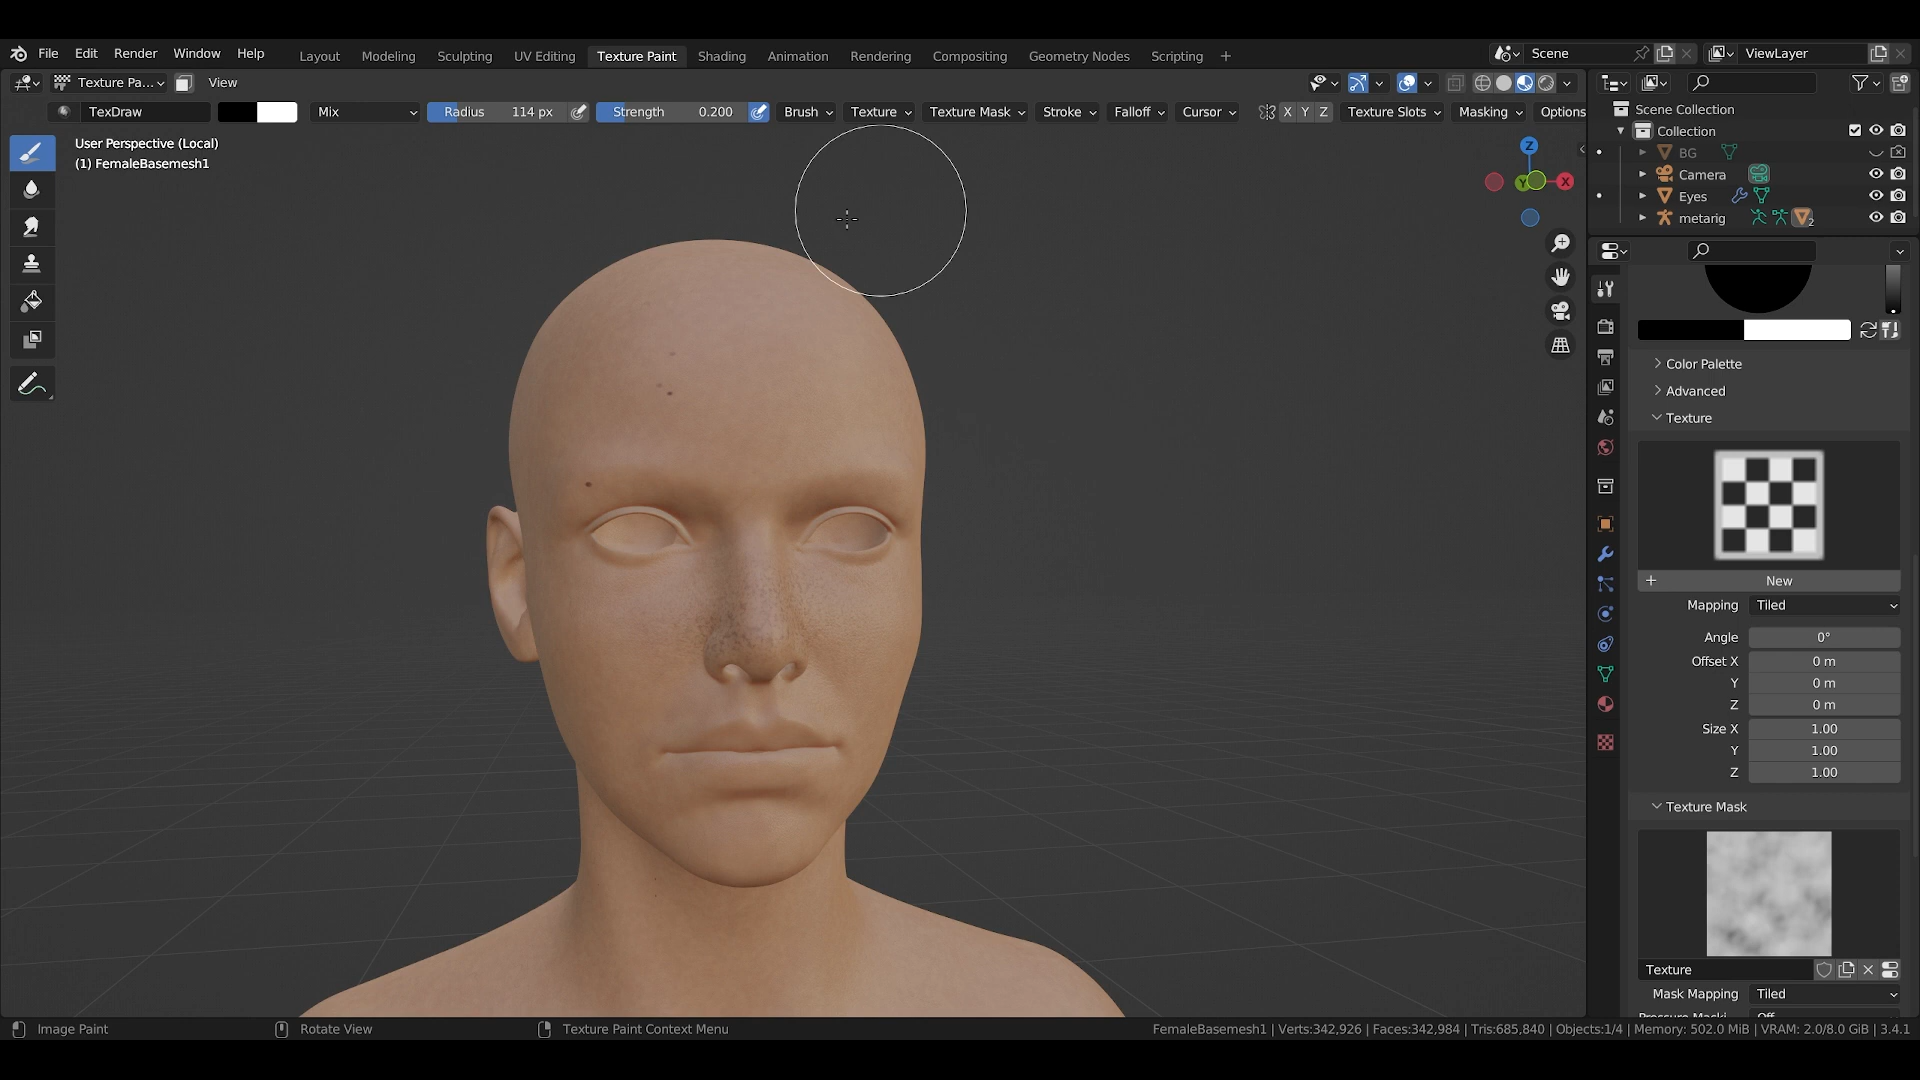 File Edit Render Window Help Layout Modeling Sculpting UV Editing Texture Paint Shading Animation Rendering Compositing Geometry Nodes Scripting + Scene ViewLayer
Texture Pa... View
TexDraw Mix Radius 114 px Strength 0.200 Brush Texture Texture Mask Stroke Falloff Cursor X Y Z Texture Slots Masking Options
User Perspective (Local)
(1) FemaleBasemesh1
Z
Y
X
Scene Collection
Collection
BG
Camera
Eyes
metarig 2
Color Palette
Advanced
Texture
+ New
Mapping Tiled
Angle 0°
Offset X 0 m
Y 0 m
Z 0 m
Size X 1.00
Y 1.00
Z 1.00
Texture Mask
Texture
Mask Mapping Tiled
Image Paint Rotate View Texture Paint Context Menu FemaleBasemesh1 | Verts:342,926 | Faces:342,984 | Tris:685,840 | Objects:1/4 | Memory: 502.0 MiB | VRAM: 2.0/8.0 GiB | 3.4.1